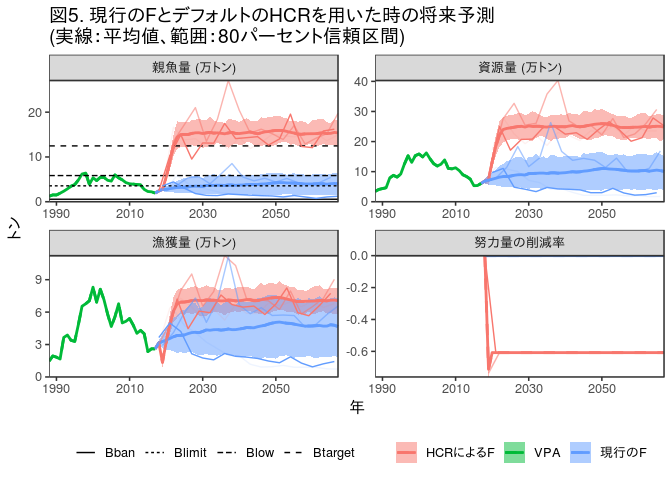 図5. 現行のFとデフォルトのHCRを用いた時の将来予測
(実線：平均値、範囲：80パーセント信頼区間)
親魚量 (万トン)
資源量 (万トン)
20
10
0
1990 2010 2030 2050
40
30
20
10
0
1990 2010 2030 2050
トン
漁獲量 (万トン)
努力量の削減率
9
6
3
0
1990 2010 2030 2050
0.0
-0.2
-0.4
-0.6
1990 2010 2030 2050
年
Bban Blimit Blow Btarget HCRによるF VPA 現行のF